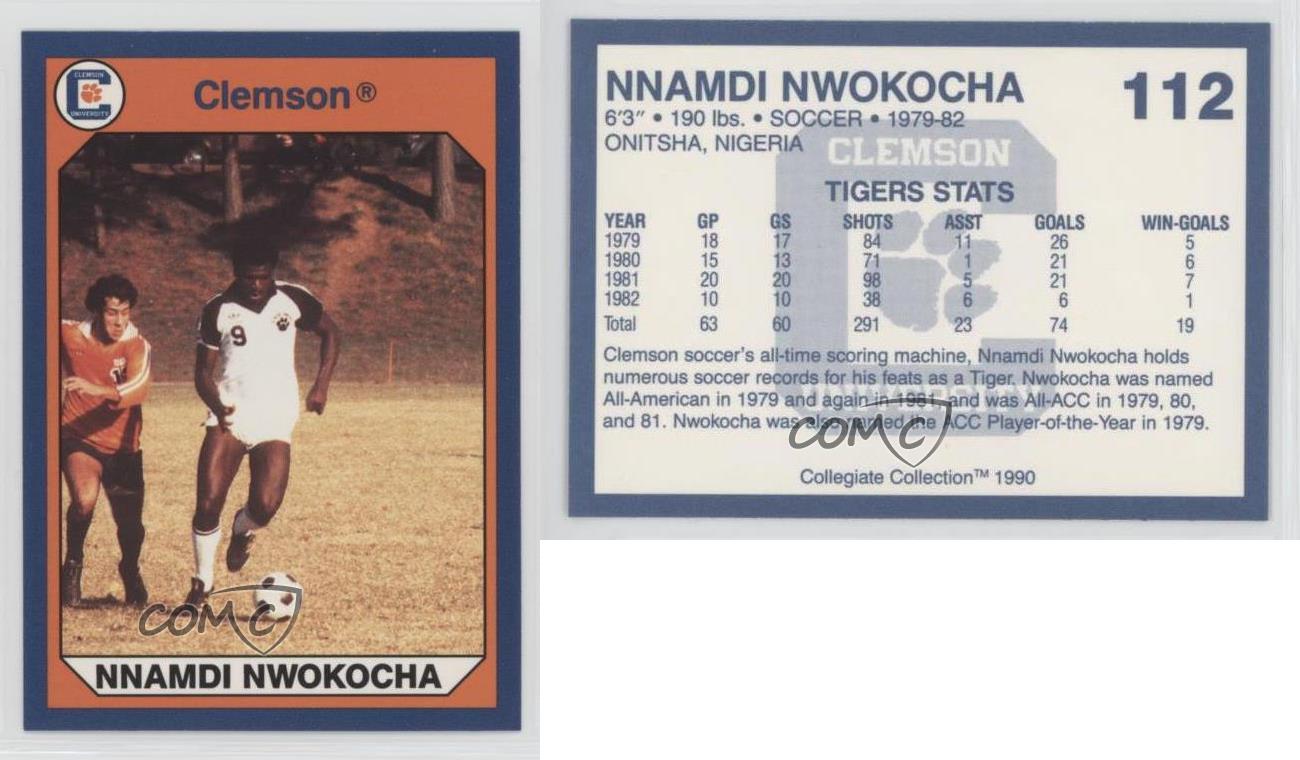 CLEMSON
UNIVERSITY
Clemson®
9
COMC
NNAMDI NWOKOCHA
NNAMDI NWOKOCHA 112
6'3" • 190 lbs. • SOCCER • 1979-82
ONITSHA, NIGERIA
CLEMSON
TIGERS STATS
YEAR GP GS SHOTS ASST GOALS WIN-GOALS
1979 18 17 84 11 26 5
1980 15 13 71 1 21 6
1981 20 20 98 5 21 7
1982 10 10 38 6 6 1
Total 63 60 291 23 74 19
Clemson soccer's all-time scoring machine, Nnamdi Nwokocha holds
numerous soccer records for his feats as a Tiger. Nwokocha was named
All-American in 1979 and again in 1981, and was All-ACC in 1979, 80,
UNIVERSITY
and 81. Nwokocha was also named the ACC Player-of-the-Year in 1979.
COMC
Collegiate Collection™ 1990